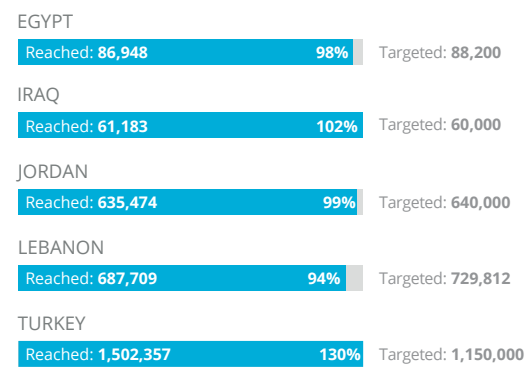 EGYPT
Reached: 86,948 98% Targeted: 88,200
IRAQ
Reached: 61,183 102% Targeted: 60,000
JORDAN
Reached: 635,474 99% Targeted: 640,000
LEBANON
Reached: 687,709 94% Targeted: 729,812
TURKEY
Reached: 1,502,357 130% Targeted: 1,150,000